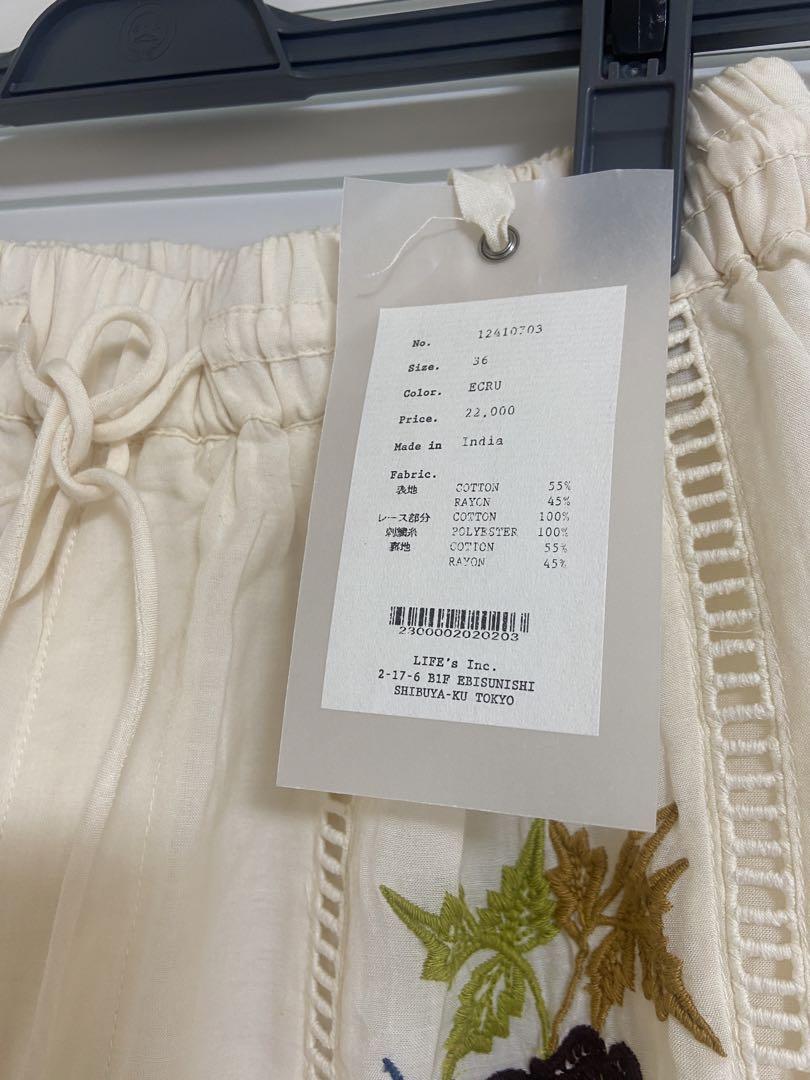 No. 12410703
Size. 36
Color. ECRU
Price. 22,000
Made in India
Fabric.
表地 COTTON 55%
RAYON 45%
レース部分 COTTON 100%
刺繍糸 POLYESTER 100%
裏地 COTTON 55%
RAYON 45%
2300002020203
LIFE's Inc.
2-17-6 B1F EBISUNISHI
SHIBUYA-KU TOKYO